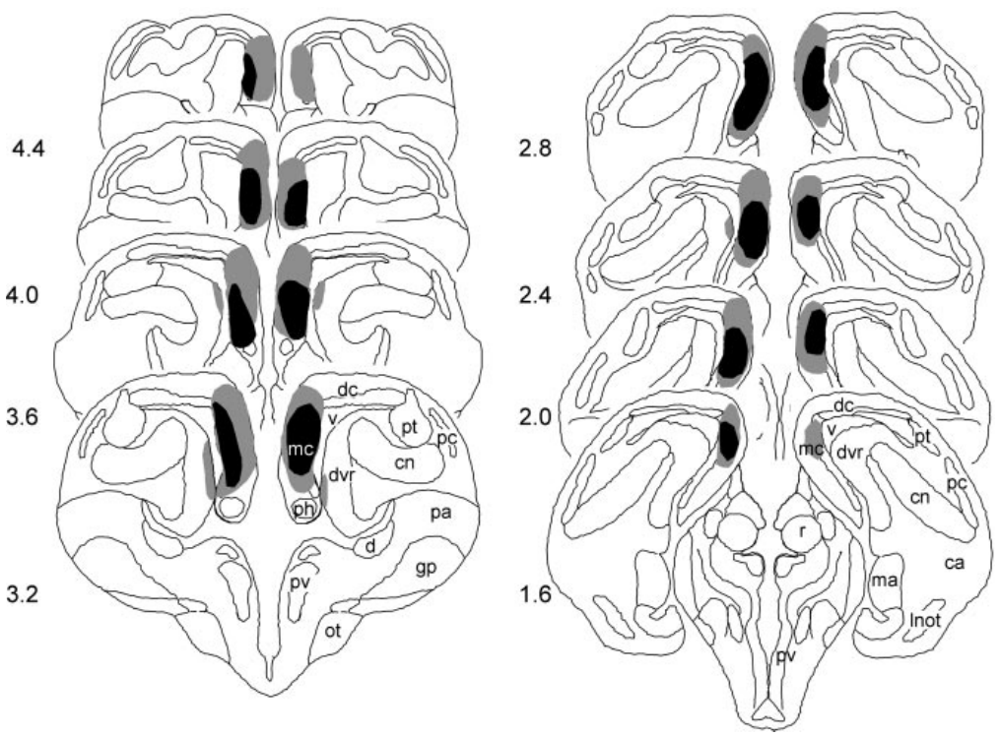 4.4
4.0
3.6
dc
v
pt
pc
mc
cn
dvr
ph
pa
d
gp
pv
3.2
ot
2.8
2.4
2.0
dc
v
pt
mc
dvr
pc
cn
r
ca
ma
1.6
lnot
pv